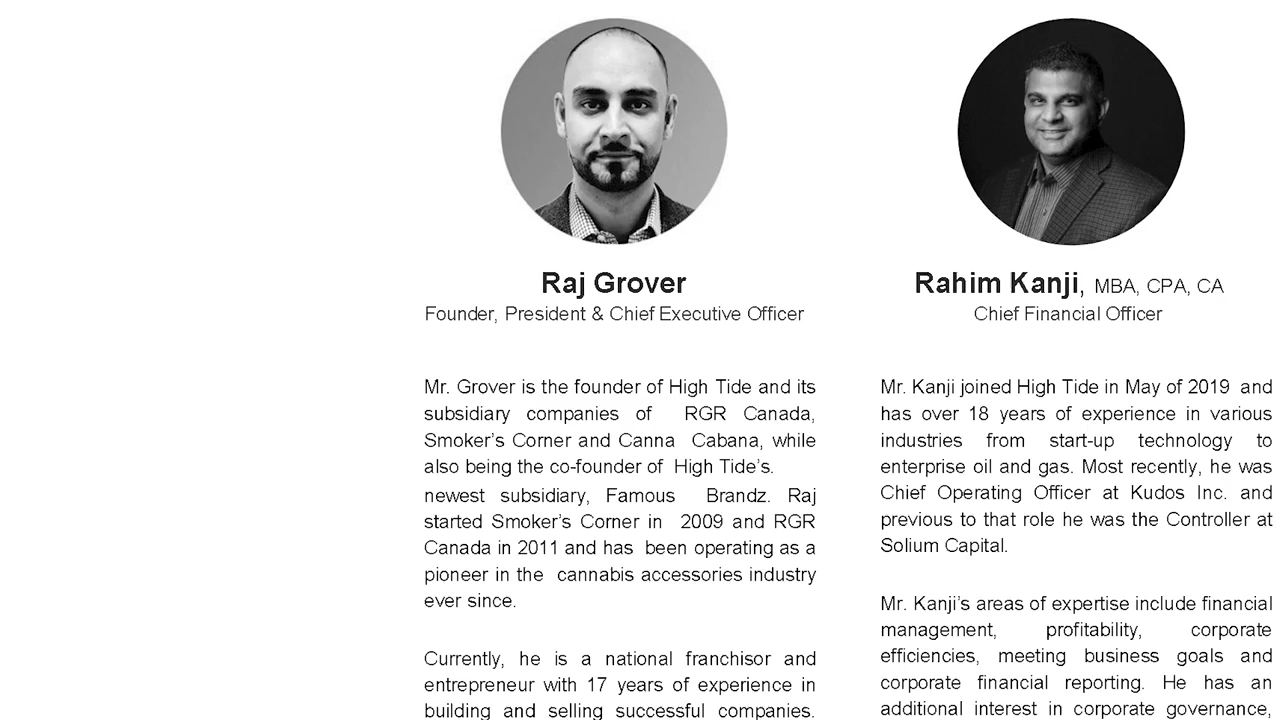 Raj Grover
Founder, President & Chief Executive Officer
Mr. Grover is the founder of High Tide and its
subsidiary companies of RGR Canada,
Smoker's Corner and Canna Cabana, while
also being the co-founder of High Tide's.
newest subsidiary, Famous Brandz. Raj
started Smoker's Corner in 2009 and RGR
Canada in 2011 and has been operating as a
pioneer in the cannabis accessories industry
ever since.
Currently, he is a national franchisor and
entrepreneur with 17 years of experience in
building and selling successful companies.
Rahim Kanji, MBA, CPA, CA
Chief Financial Officer
Mr. Kanji joined High Tide in May of 2019 and
has over 18 years of experience in various
industries from start-up technology to
enterprise oil and gas. Most recently, he was
Chief Operating Officer at Kudos Inc. and
previous to that role he was the Controller at
Solium Capital.
Mr. Kanji's areas of expertise include financial
management, profitability, corporate
efficiencies, meeting business goals and
corporate financial reporting. He has an
additional interest in corporate governance,